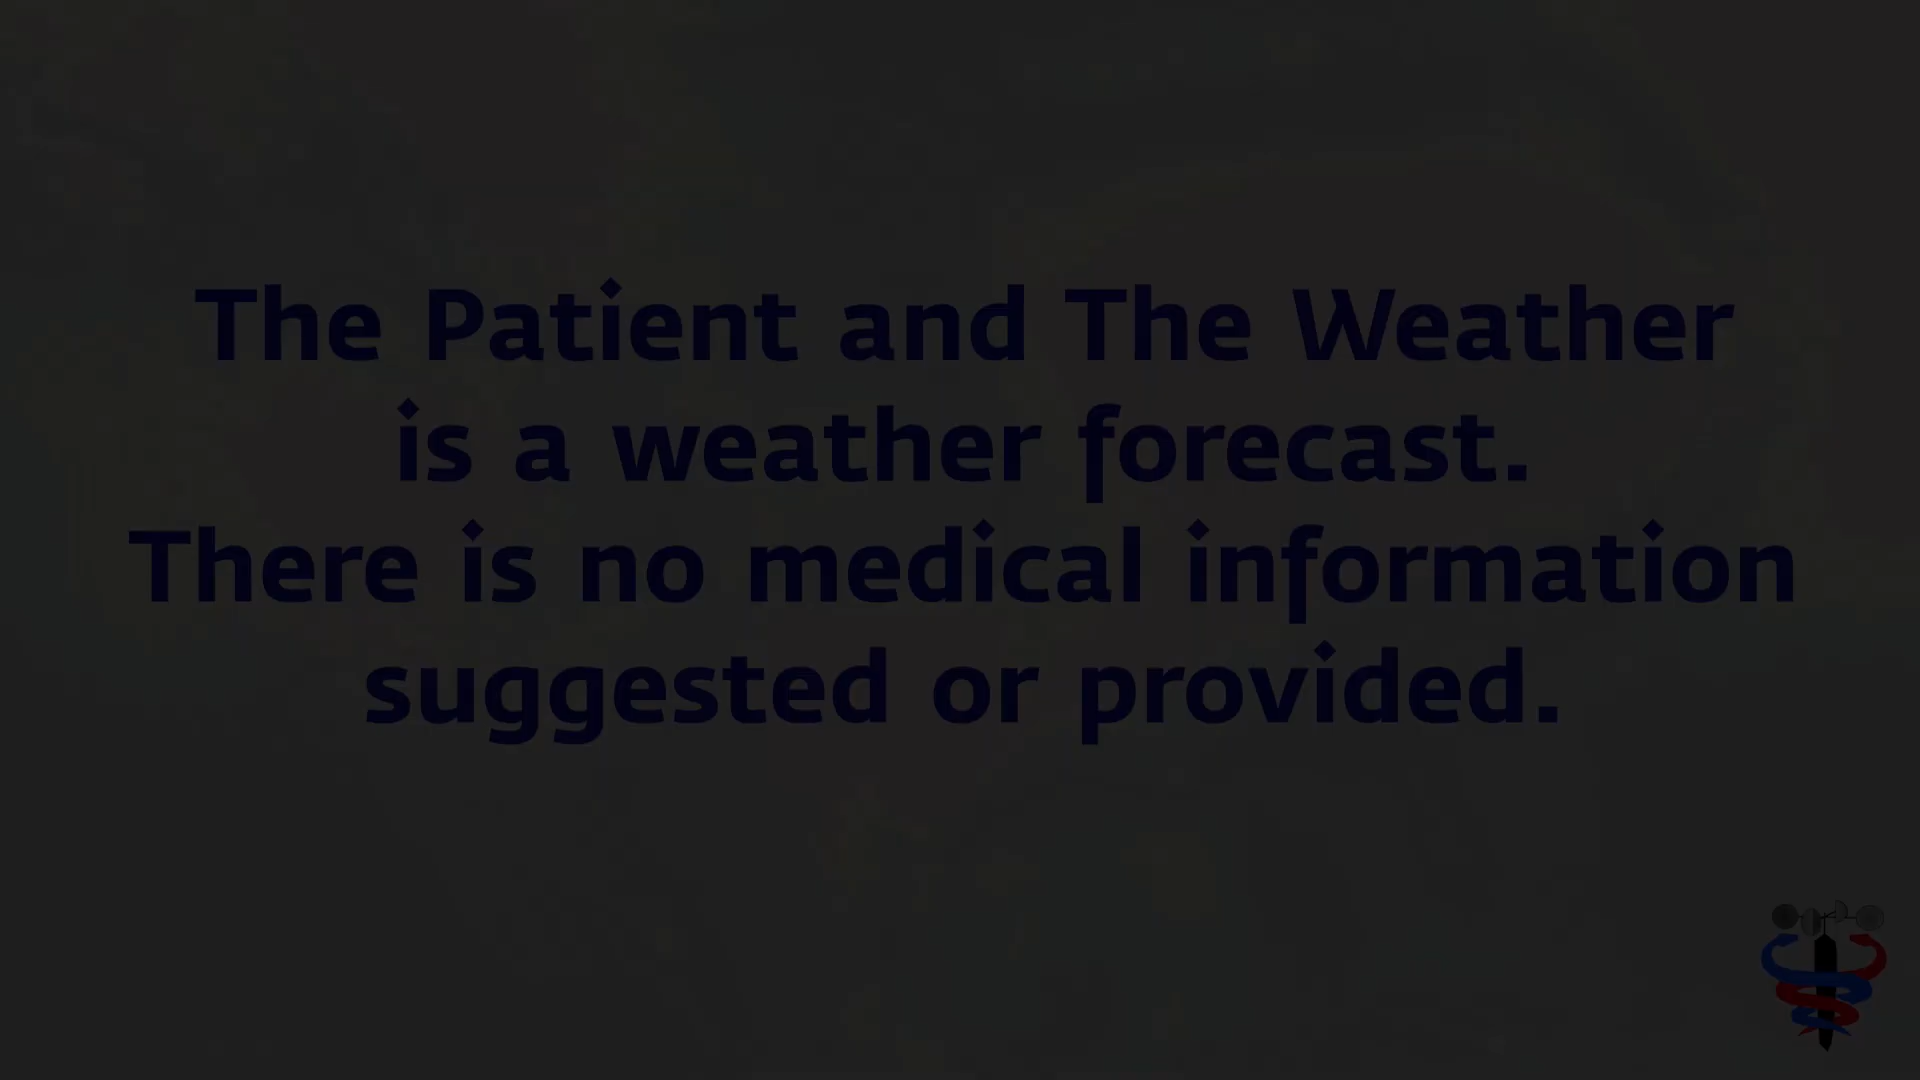 The Patient and The Weather
is a weather forecast.
There is no medical information
suggested or provided.